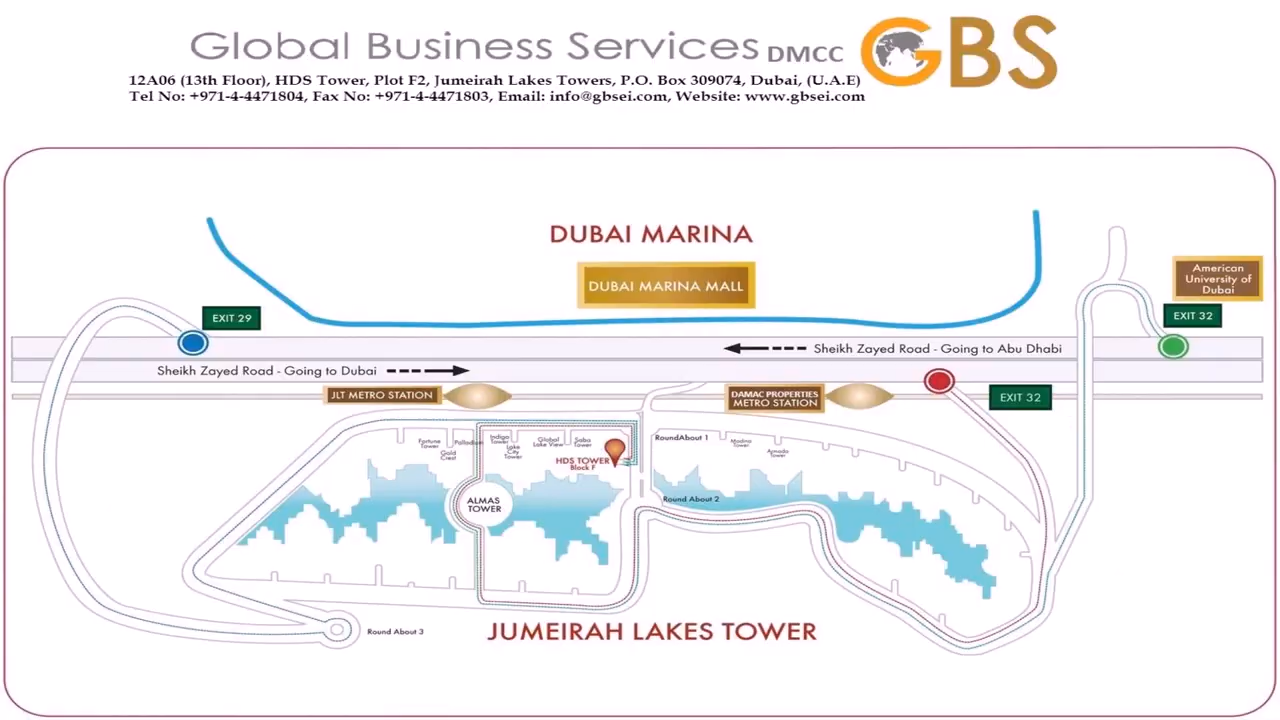 Global Business Services DMCC
GBS
12A06 (13th Floor), HDS Tower, Plot F2, Jumeirah Lakes Towers, P.O. Box 309074, Dubai, (U.A.E)
Tel No: +971-4-4471804, Fax No: +971-4-4471803, Email: info@gbsei.com, Website: www.gbsei.com
DUBAI MARINA
DUBAI MARINA MALL
American
University of
Dubai
EXIT 29
EXIT 32
Sheikh Zayed Road - Going to Abu Dhabi
Sheikh Zayed Road - Going to Dubai
JLT METRO STATION
DAMAC PROPERTIES
METRO STATION
EXIT 32
Fortune
Tower
Gold
Crest
Palladium
Indigo
Tower
Lake
City
Tower
Global
Lake View
Saba
Tower
HDS TOWER
Block F
RoundAbout 1
Madina
Tower
Armada
Tower
ALMAS
TOWER
Round About 2
Round About 3
JUMEIRAH LAKES TOWER